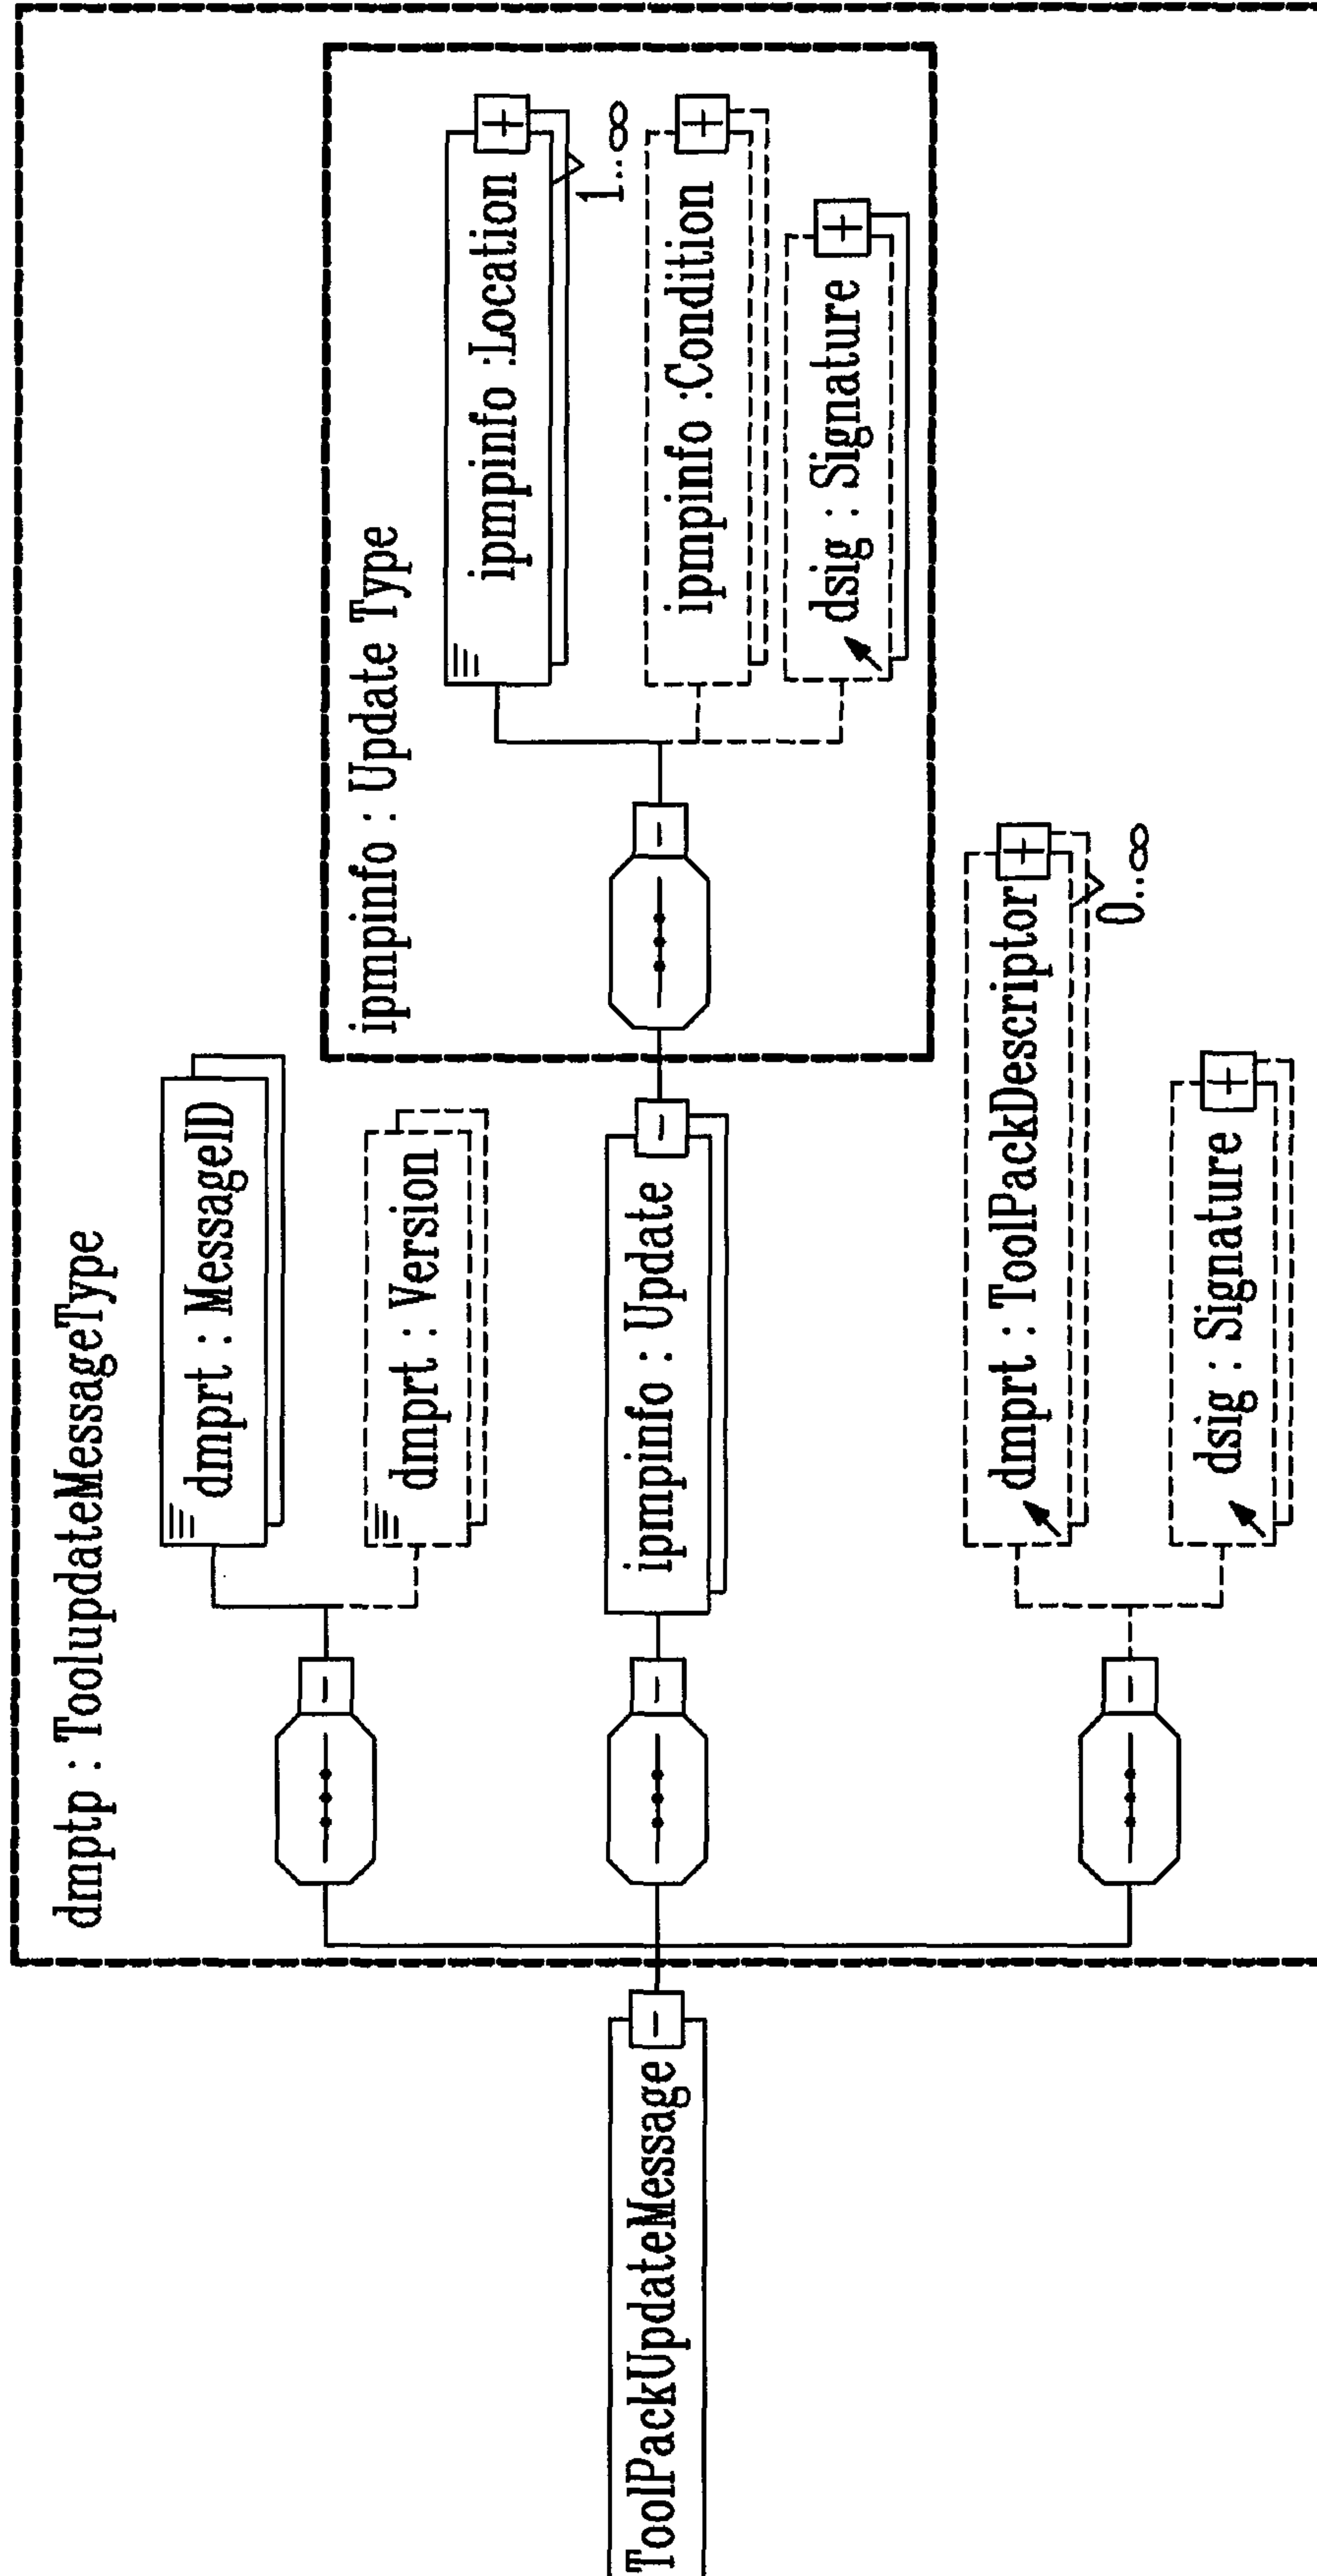 dmptp : ToolupdateMessageType
dmprt : MessageID
dmprt : Version
ipmpinfo : Update Type
ipmpinfo :Location
1..∞
ipmpinfo :Condition
dsig : Signature
ToolPackUpdateMessage
ipmpinfo : Update
dmprt : ToolPackDescriptor
0..∞
dsig : Signature